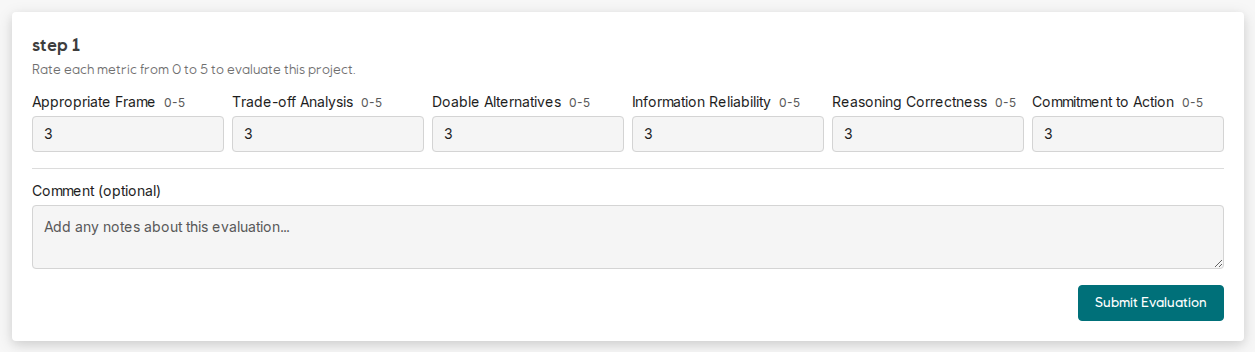 step 1
Rate each metric from 0 to 5 to evaluate this project.
Appropriate Frame 0-5 Trade-off Analysis 0-5 Doable Alternatives 0-5 Information Reliability 0-5 Reasoning Correctness 0-5 Commitment to Action 0-5
3 3 3 3 3 3
Comment (optional)
Add any notes about this evaluation...
Submit Evaluation